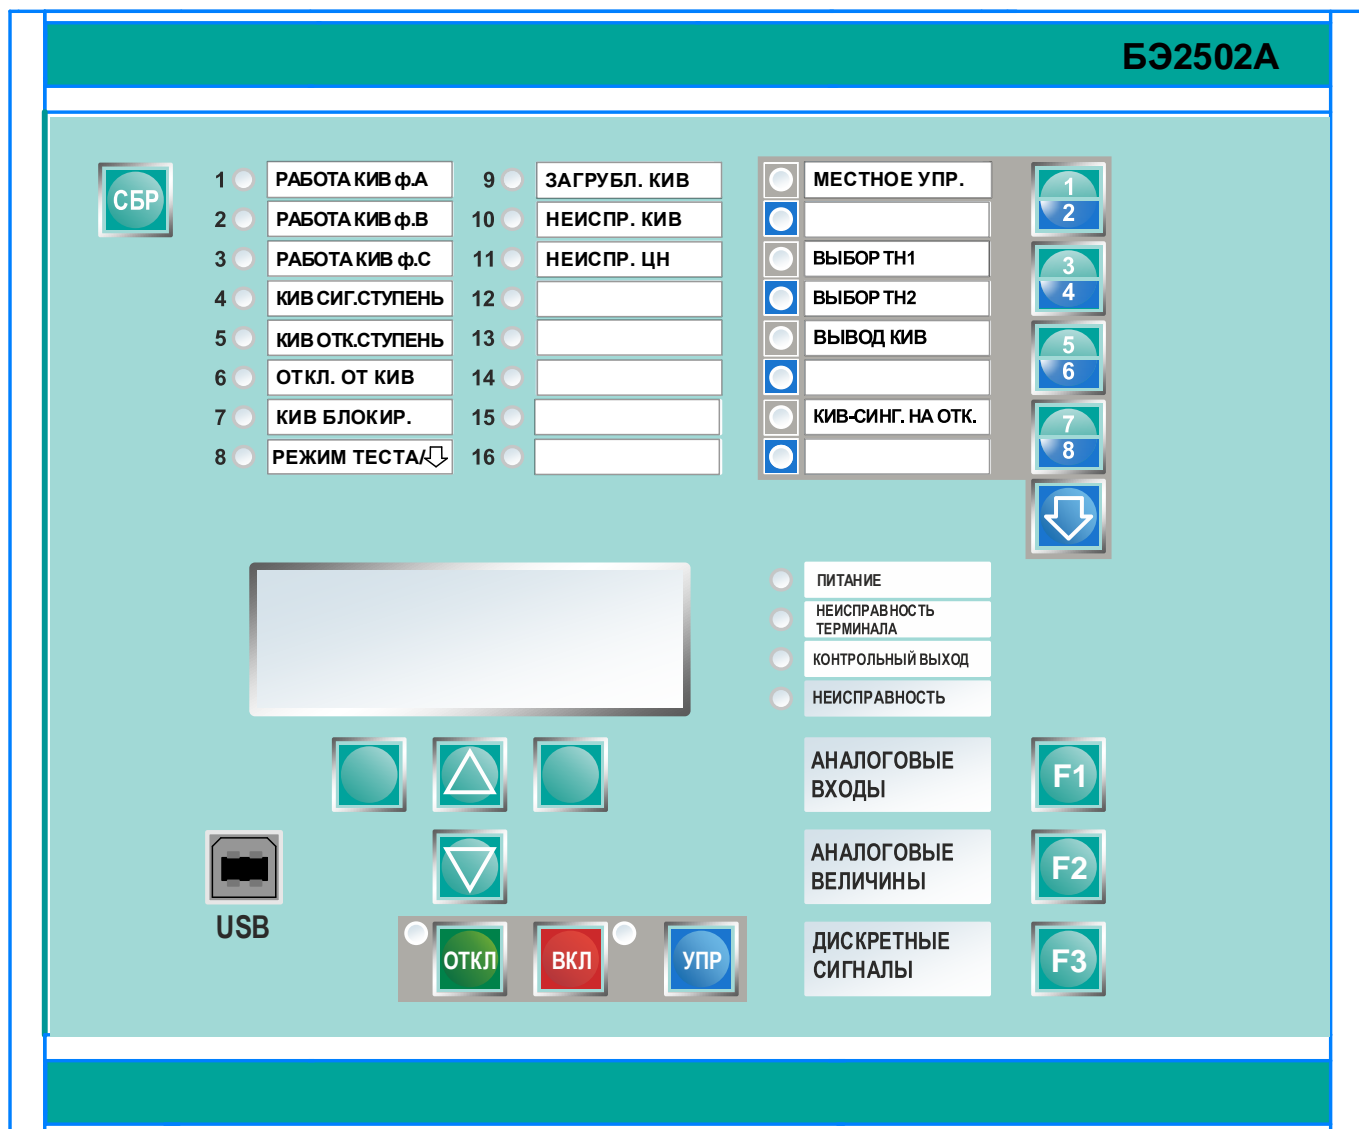 БЭ2502А
СБР
1 РАБОТА КИВ ф.А
2 РАБОТА КИВ ф.В
3 РАБОТА КИВ ф.С
4 КИВ СИГ.СТУПЕНЬ
5 КИВ ОТК.СТУПЕНЬ
6 ОТКЛ. ОТ КИВ
7 КИВ БЛОКИР.
8 РЕЖИМ ТЕСТА/
9 ЗАГРУБЛ. КИВ
10 НЕИСПР. КИВ
11 НЕИСПР. ЦН
12
13
14
15
16
МЕСТНОЕ УПР.
ВЫБОР ТН1
ВЫБОР ТН2
ВЫВОД КИВ
КИВ-СИНГ. НА ОТК.
1
2
3
4
5
6
7
8
ПИТАНИЕ
НЕИСПРАВНОСТЬ
ТЕРМИНАЛА
КОНТРОЛЬНЫЙ ВЫХОД
НЕИСПРАВНОСТЬ
АНАЛОГОВЫЕ
ВХОДЫ
F1
АНАЛОГОВЫЕ
ВЕЛИЧИНЫ
F2
ДИСКРЕТНЫЕ
СИГНАЛЫ
F3
USB
ОТКЛ
ВКЛ
УПР